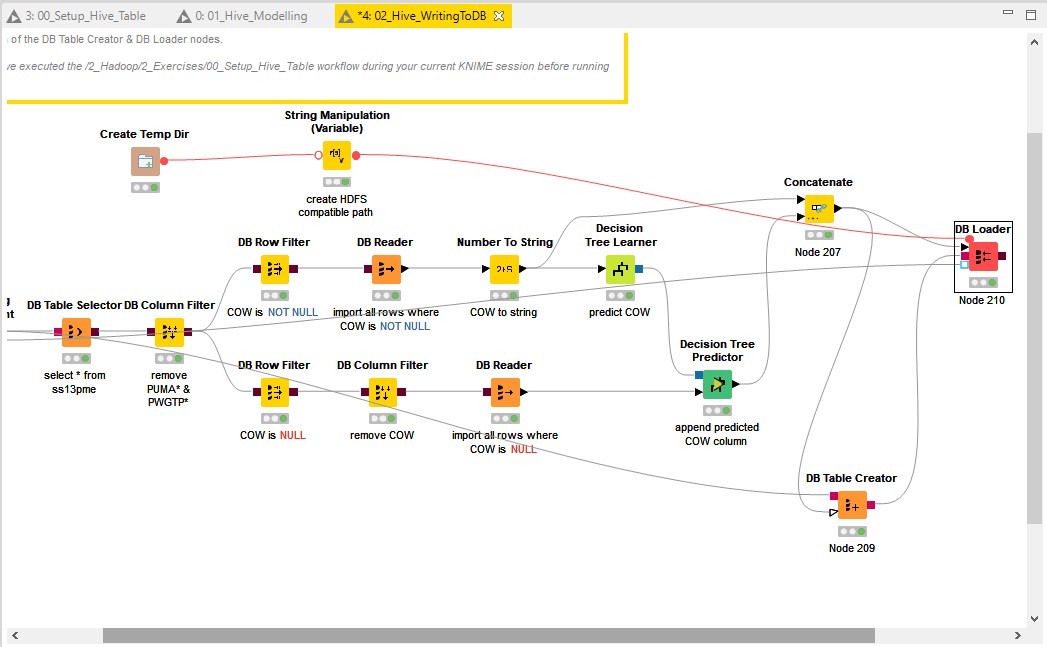 3: 00_Setup_Hive_Table
0: 01_Hive_Modelling
*4: 02_Hive_WritingToDB
of the DB Table Creator & DB Loader nodes.
executed the /2_Hadoop/2_Exercises/00_Setup_Hive_Table workflow during your current KNIME session before running
Create Temp Dir
String Manipulation
(Variable)
create HDFS
compatible path
Concatenate
Node 207
DB Loader
Node 210
DB Row Filter
COW is NOT NULL
DB Reader
import all rows where
COW is NOT NULL
Number To String
COW to string
Decision
Tree Learner
predict COW
DB Table Selector
select * from
ss13pme
DB Column Filter
remove
PUMA* &
PWGTP*
DB Row Filter
COW is NULL
DB Column Filter
remove COW
DB Reader
import all rows where
COW is NULL
Decision Tree
Predictor
append predicted
COW column
DB Table Creator
Node 209